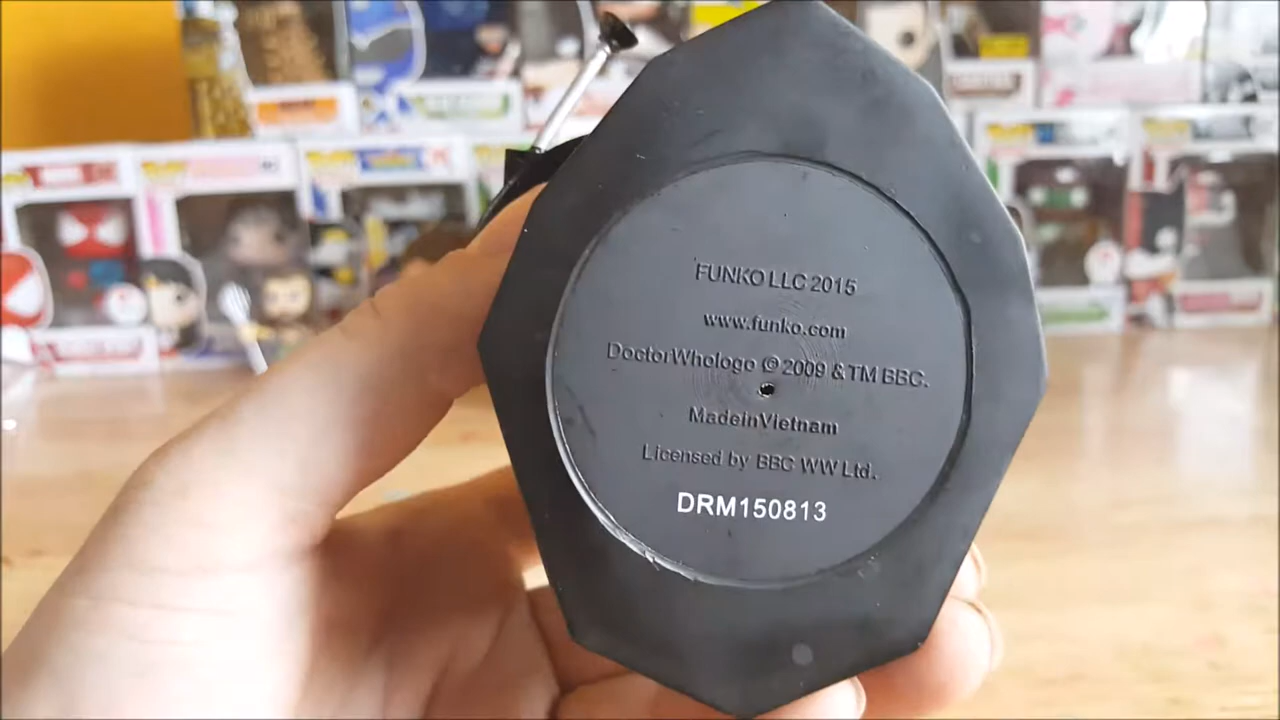 FUNKO LLC 2015
www.funko.com
DoctorWhologo © 2009 & TM BBC.
MadeinVietnam
Licensed by BBC WW Ltd.
DRM150813